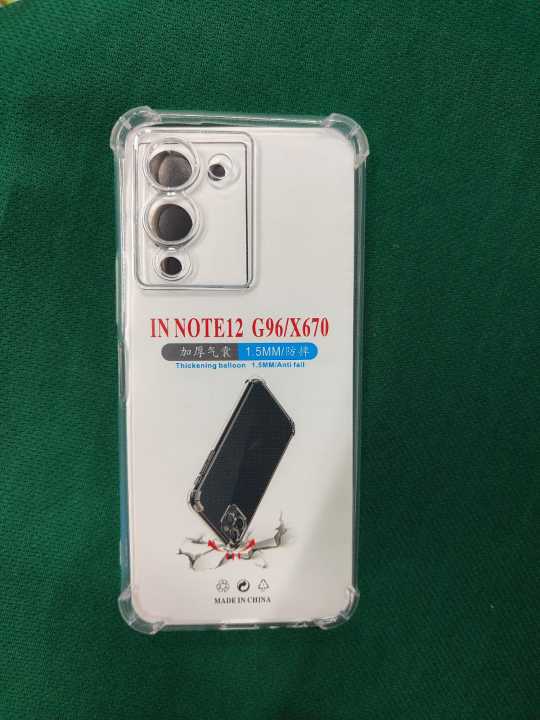 IN NOTE12 G96/X670
加厚气囊 1.5MM/防摔
Thickening balloon 1.5MM/Anti fall
MADE IN CHINA